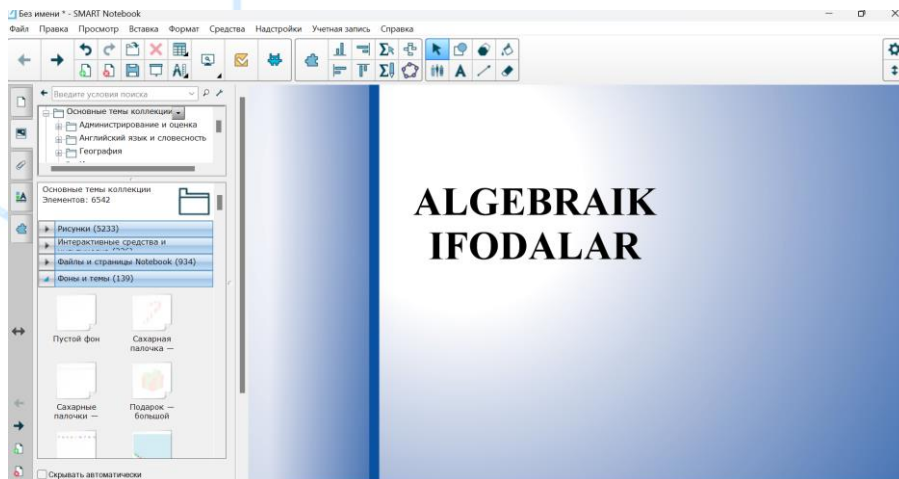 Без имени * - SMART Notebook
Файл Правка Просмотр Вставка Формат Средства Надстройки Учетная запись Справка
Введите условия поиска
Основные темы коллекции
Администрирование и оценка
Английский язык и словесность
География
Основные темы коллекции
Элементов: 6542
Рисунки (5233)
Интерактивные средства и
Файлы и страницы Notebook (934)
Фоны и темы (139)
Пустой фон
Сахарная
палочка —
Сахарные
палочки —
Подарок —
большой
Скрывать автоматически
ALGEBRAIK
IFODALAR